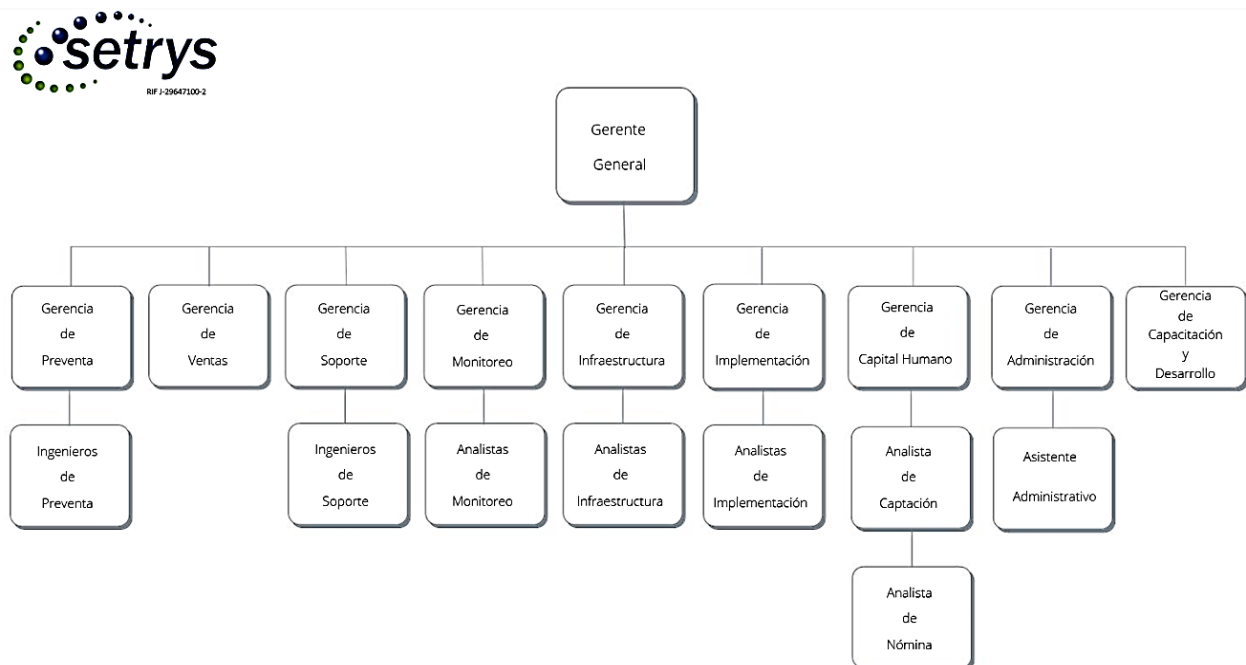 setrys
RIF J-29647100-2
Gerente
General
Gerencia
de
Preventa
Gerencia
de
Ventas
Gerencia
de
Soporte
Gerencia
de
Monitoreo
Gerencia
de
Infraestructura
Gerencia
de
Implementación
Gerencia
de
Capital Humano
Gerencia
de
Administración
Gerencia
de
Capacitación
y
Desarrollo
Ingenieros
de
Preventa
Ingenieros
de
Soporte
Analistas
de
Monitoreo
Analistas
de
Infraestructura
Analistas
de
Implementación
Analista
de
Captación
Asistente
Administrativo
Analista
de
Nómina